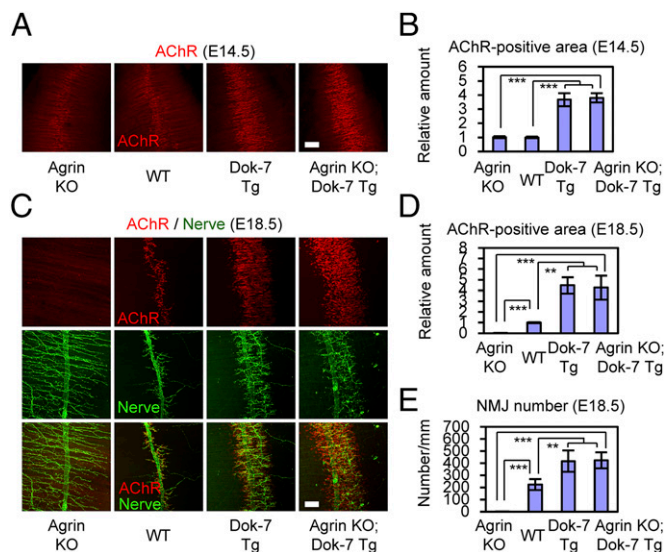 A
AChR (E14.5)
AChR
Agrin
KO
WT
Dok-7
Tg
Agrin KO;
Dok-7 Tg
B
AChR-positive area (E14.5)
Relative amount
6
5
4
3
2
1
0
***
***
Agrin
KO
WT
Dok-7
Tg
Agrin KO;
Dok-7 Tg
C
AChR / Nerve (E18.5)
AChR
Nerve
AChR
Nerve
Agrin
KO
WT
Dok-7
Tg
Agrin KO;
Dok-7 Tg
D
AChR-positive area (E18.5)
Relative amount
8
7
6
5
4
3
2
1
0
***
**
***
Agrin
KO
WT
Dok-7
Tg
Agrin KO;
Dok-7 Tg
E
NMJ number (E18.5)
Number/mm
700
600
500
400
300
200
100
0
***
**
***
Agrin
KO
WT
Dok-7
Tg
Agrin KO;
Dok-7 Tg